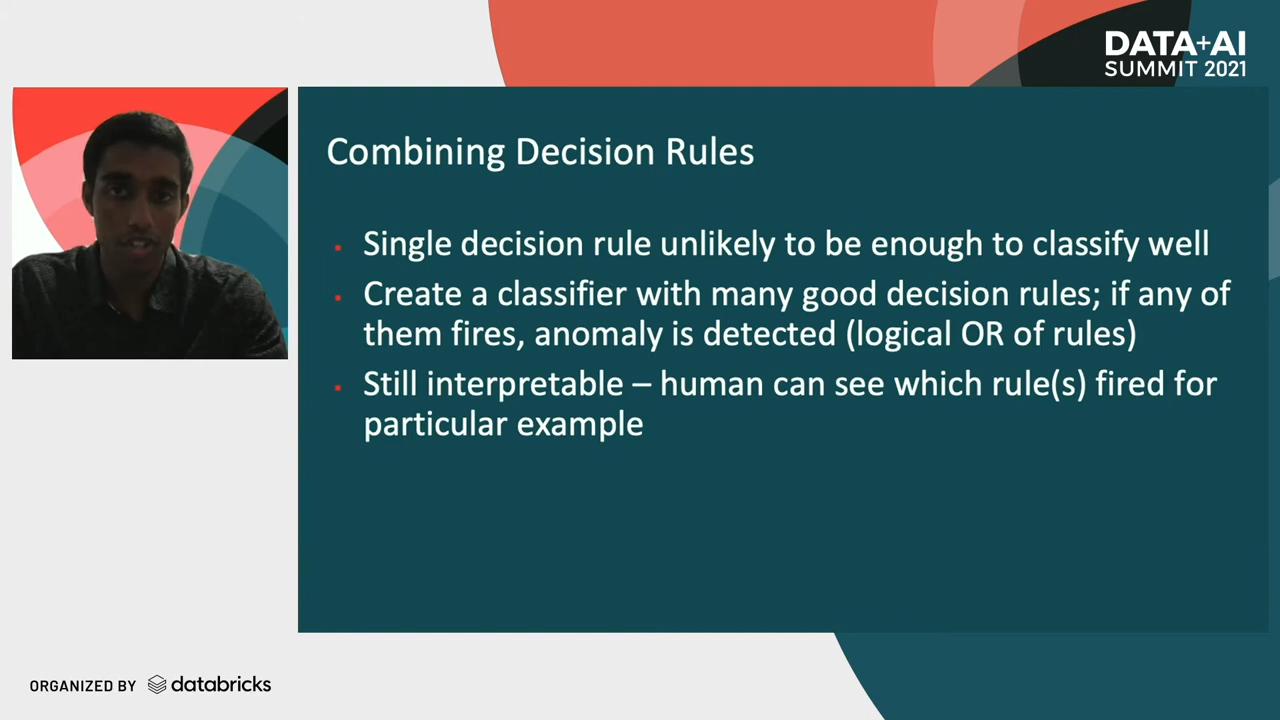 DATA+AI
SUMMIT 2021
Combining Decision Rules
• Single decision rule unlikely to be enough to classify well
• Create a classifier with many good decision rules; if any of
them fires, anomaly is detected (logical OR of rules)
• Still interpretable – human can see which rule(s) fired for
particular example
ORGANIZED BY databricks